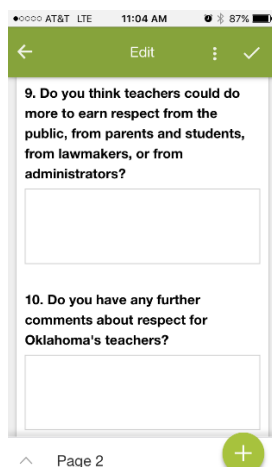 AT&T LTE 11:04 AM 87%
Edit
9. Do you think teachers could do
more to earn respect from the
public, from parents and students,
from lawmakers, or from
administrators?
10. Do you have any further
comments about respect for
Oklahoma's teachers?
Page 2